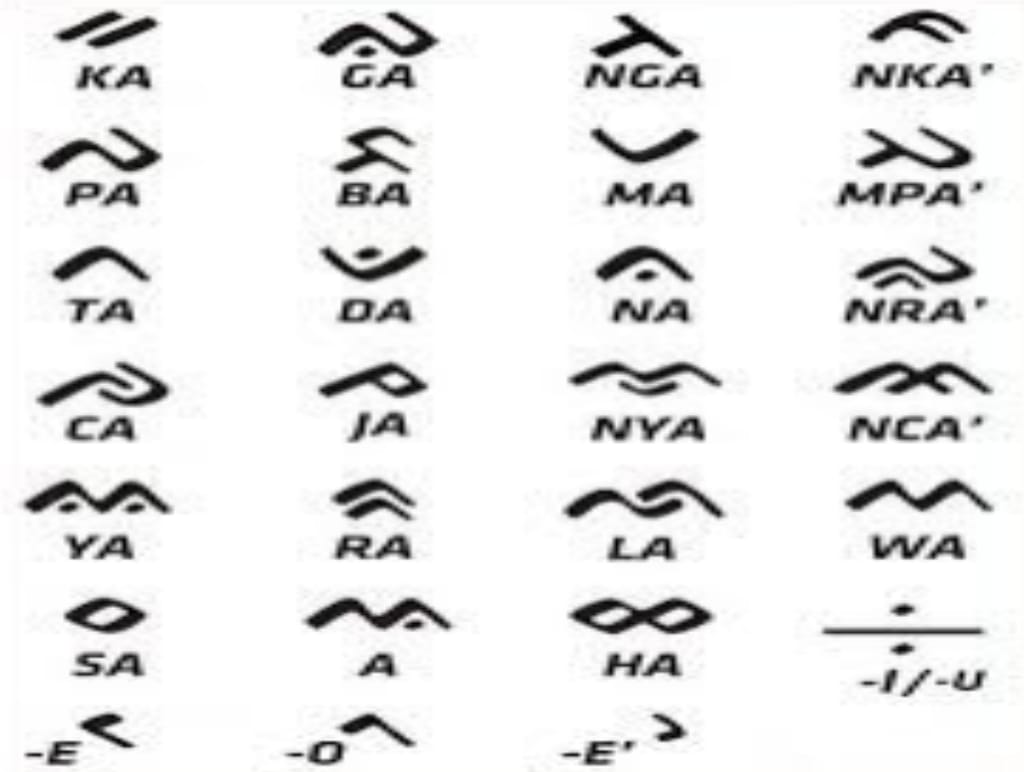 ᨀ ᨁ ᨂ ᨃ
KA GA NGA NKA'
ᨄ ᨅ ᨆ ᨇ
PA BA MA MPA'
ᨈ ᨉ ᨊ ᨋ
TA DA NA NRA'
ᨌ ᨍ ᨎ ᨏ
CA JA NYA NCA'
ᨐ ᨑ ᨒ ᨓ
YA RA LA WA
ᨔ ᨕ ᨖ ᨗ ᨘ
SA A HA -I/-U
-E ᨙ -O ᨚ -E' ᨛ